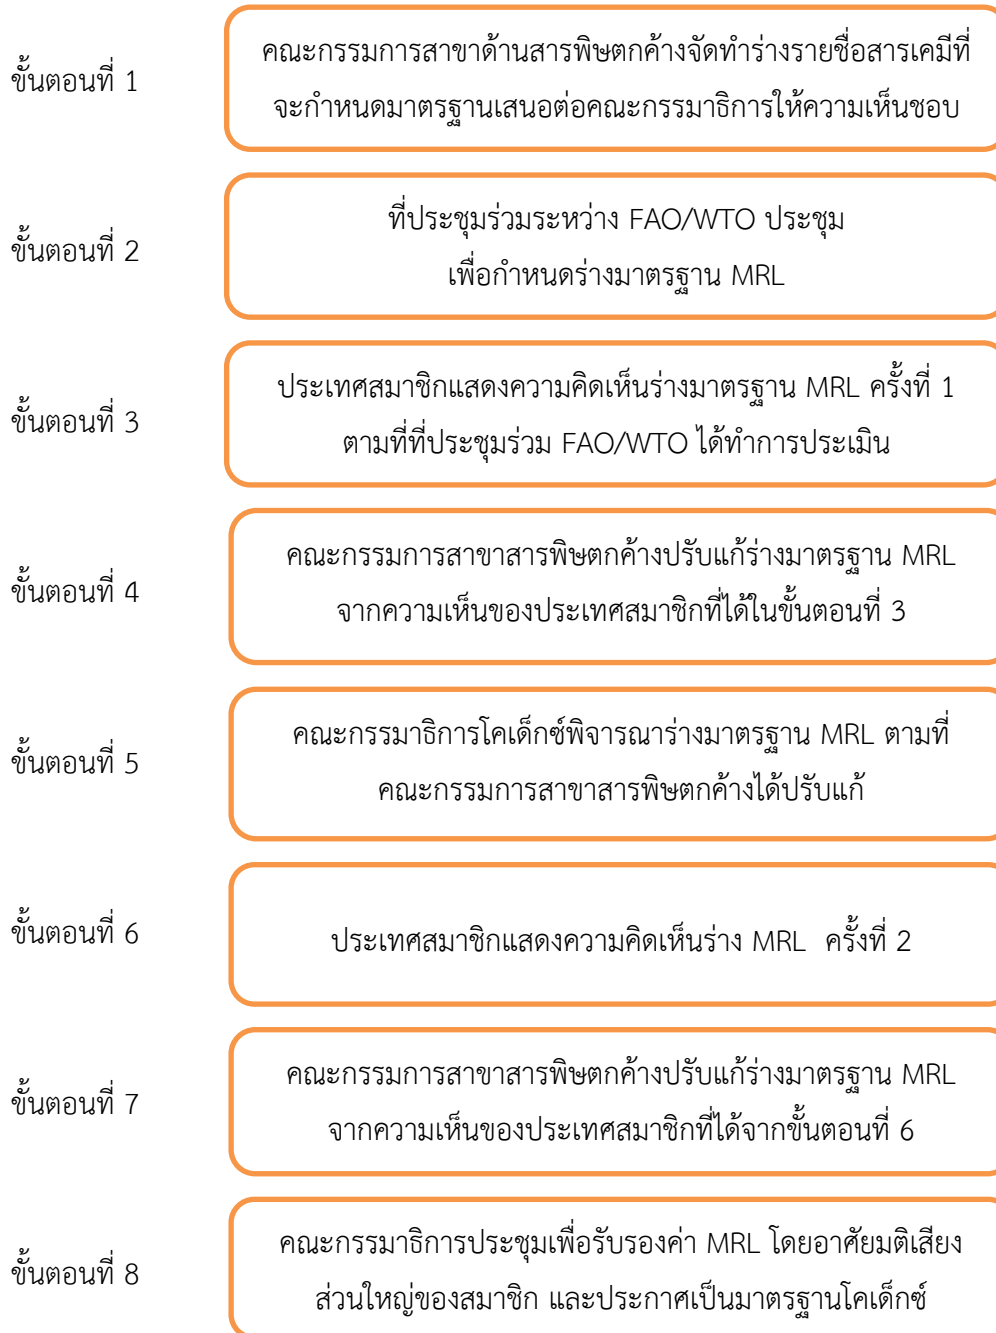 ขั้นตอนที่ 1
คณะกรรมการสาขาด้านสารพิษตกค้างจัดทำร่างรายชื่อสารเคมีที่
จะกำหนดมาตรฐานเสนอต่อคณะกรรมาธิการให้ความเห็นชอบ
ขั้นตอนที่ 2
ที่ประชุมร่วมระหว่าง FAO/WTO ประชุม
เพื่อกำหนดร่างมาตรฐาน MRL
ขั้นตอนที่ 3
ประเทศสมาชิกแสดงความคิดเห็นร่างมาตรฐาน MRL ครั้งที่ 1
ตามที่ที่ประชุมร่วม FAO/WTO ได้ทำการประเมิน
ขั้นตอนที่ 4
คณะกรรมการสาขาสารพิษตกค้างปรับแก้ร่างมาตรฐาน MRL
จากความเห็นของประเทศสมาชิกที่ได้ในขั้นตอนที่ 3
ขั้นตอนที่ 5
คณะกรรมาธิการโคเด็กซ์พิจารณาร่างมาตรฐาน MRL ตามที่
คณะกรรมการสาขาสารพิษตกค้างได้ปรับแก้
ขั้นตอนที่ 6
ประเทศสมาชิกแสดงความคิดเห็นร่าง MRL ครั้งที่ 2
ขั้นตอนที่ 7
คณะกรรมการสาขาสารพิษตกค้างปรับแก้ร่างมาตรฐาน MRL
จากความเห็นของประเทศสมาชิกที่ได้จากขั้นตอนที่ 6
ขั้นตอนที่ 8
คณะกรรมาธิการประชุมเพื่อรับรองค่า MRL โดยอาศัยมติเสียง
ส่วนใหญ่ของสมาชิก และประกาศเป็นมาตรฐานโคเด็กซ์